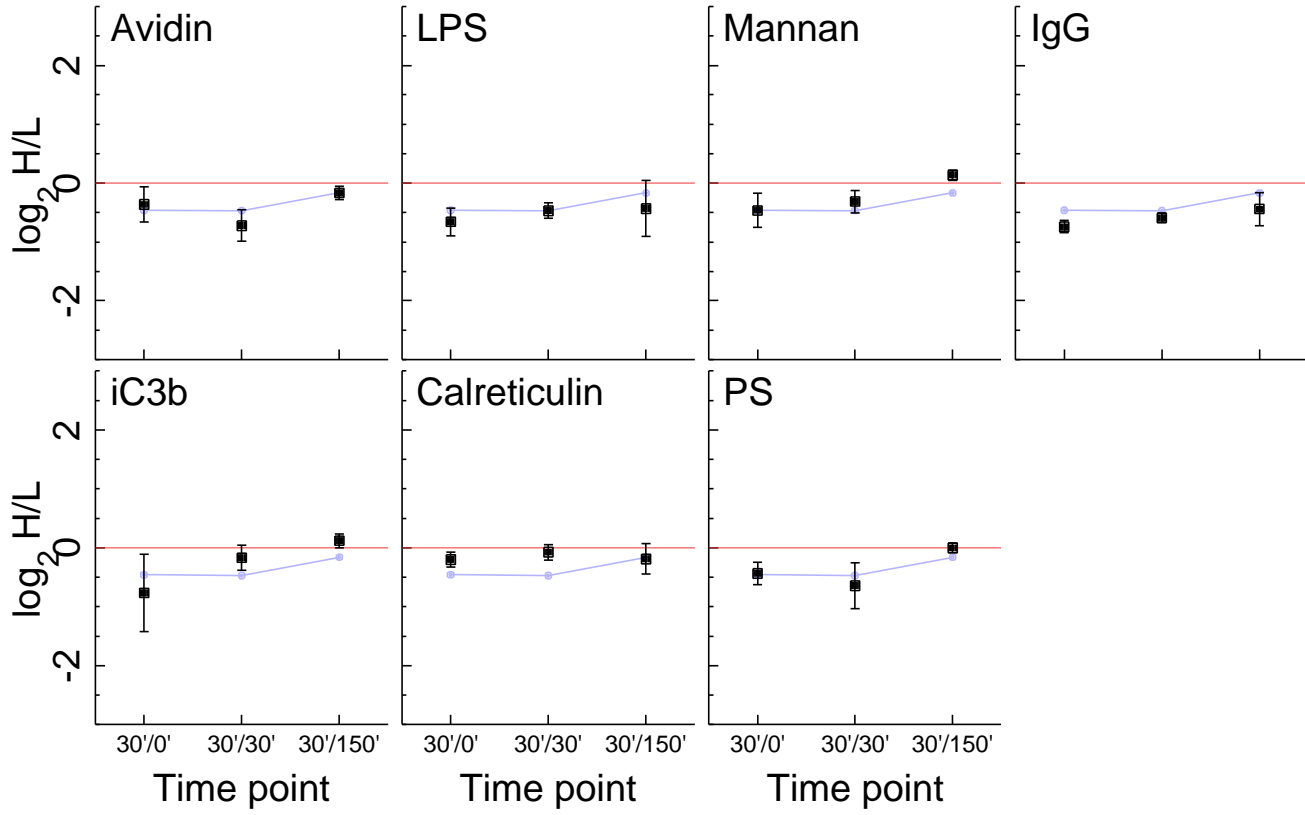 Avidin
LPS
Mannan
IgG
2
0
-2
log2 H/L
iC3b
Calreticulin
PS
2
0
-2
log2 H/L
30'/0' 30'/30' 30'/150'
30'/0' 30'/30' 30'/150'
30'/0' 30'/30' 30'/150'
Time point
Time point
Time point